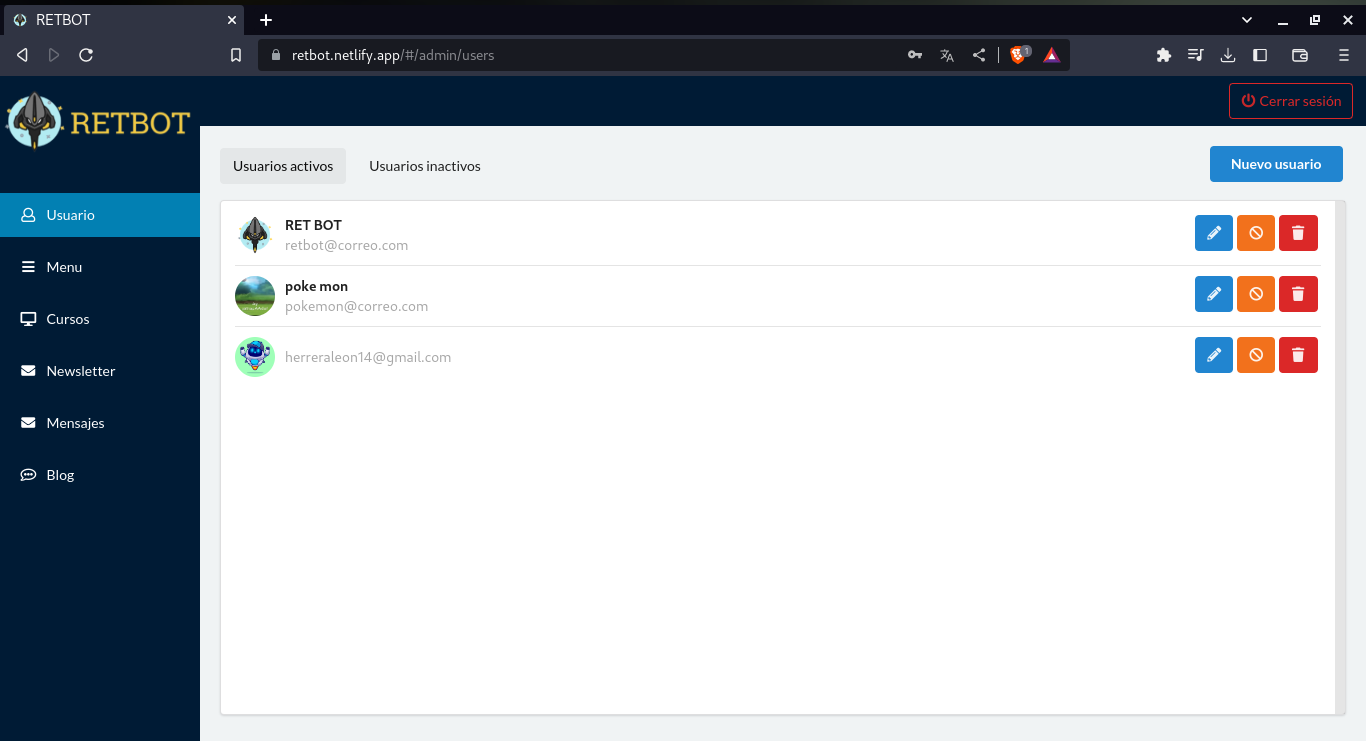 RETBOT
retbot.netlify.app/#/admin/users
1
RETBOT
Cerrar sesión
Usuario
Menu
Cursos
Newsletter
Mensajes
Blog
Usuarios activos
Usuarios inactivos
Nuevo usuario
RET BOT
retbot@correo.com
poke mon
pokemon@correo.com
herreraleon14@gmail.com